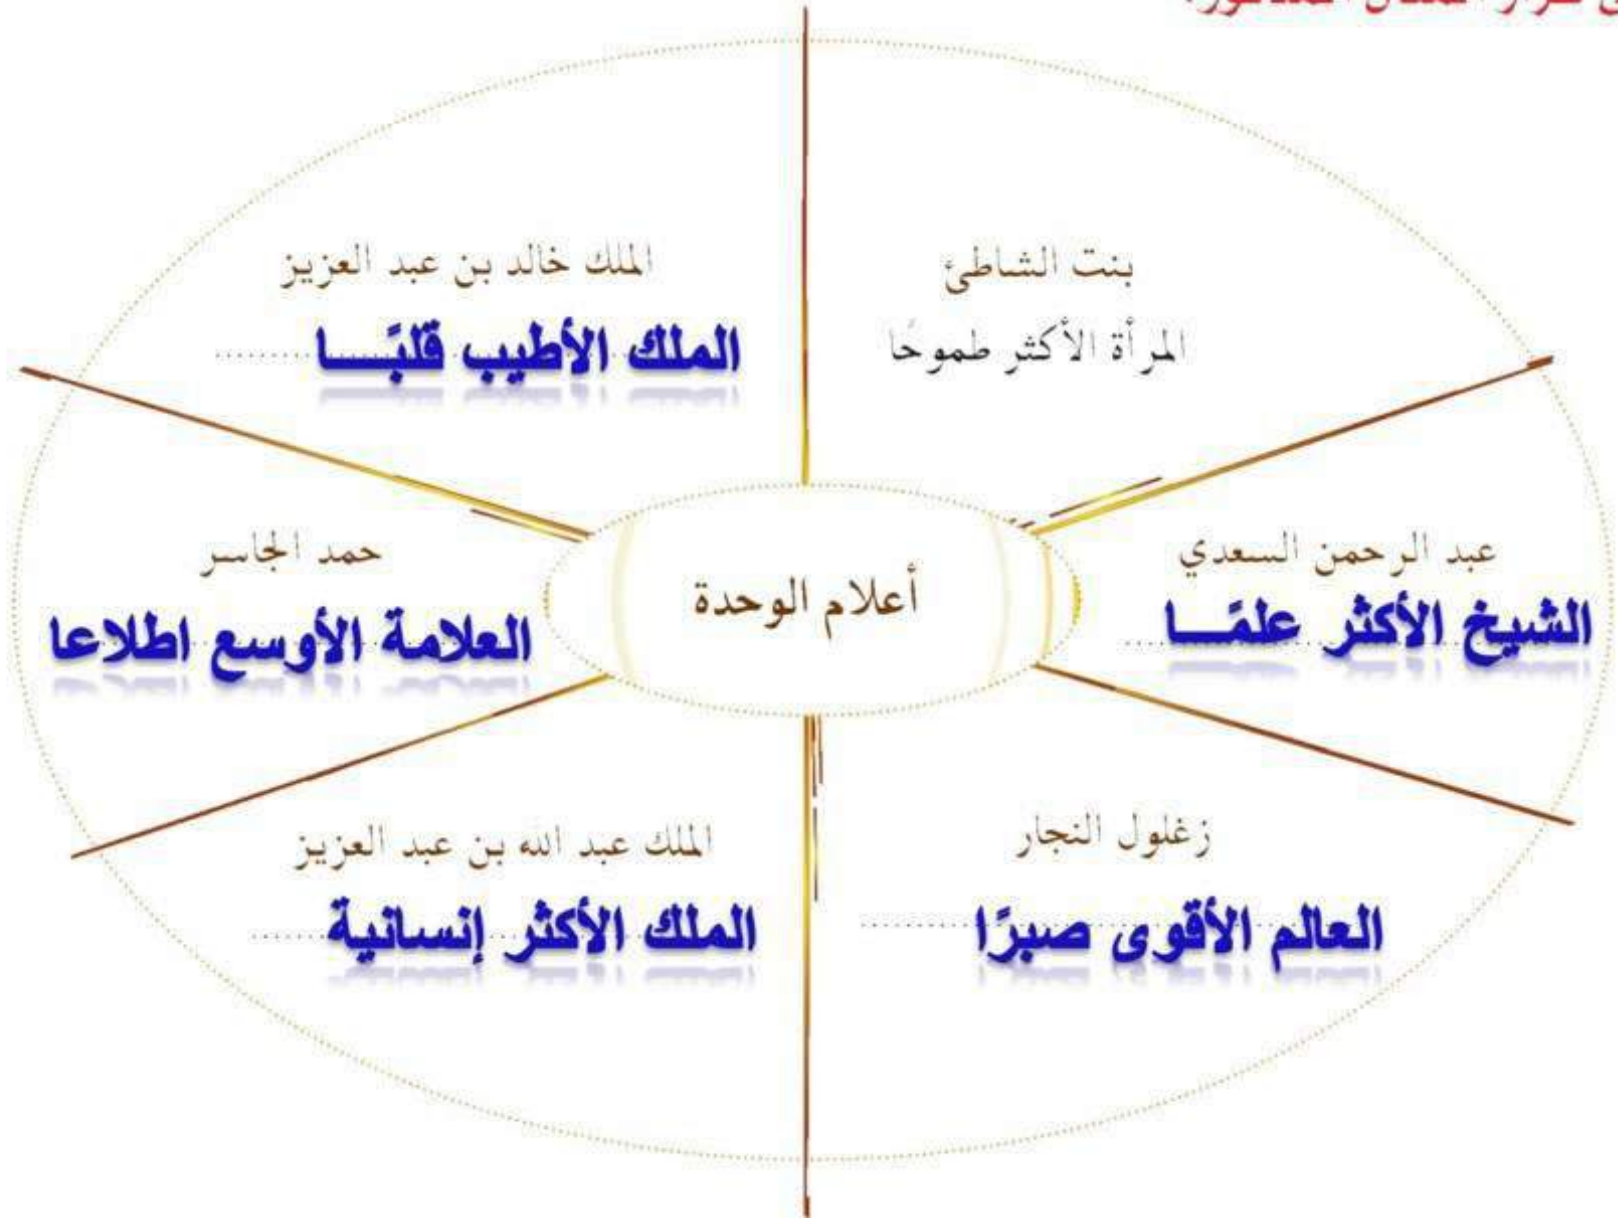 بنت الشاطئ
المرأة الأكثر طموحًا
الملك خالد بن عبد العزيز
الملك الأطيب قلبًـــا
عبد الرحمن السعدي
الشيخ الأكثر علمًـــا
أعلام الوحدة
حمد الجاسر
العلامة الأوسع اطلاعا
زغلول النجار
العالم الأقوى صبرًا
الملك عبد الله بن عبد العزيز
الملك الأكثر إنسانية